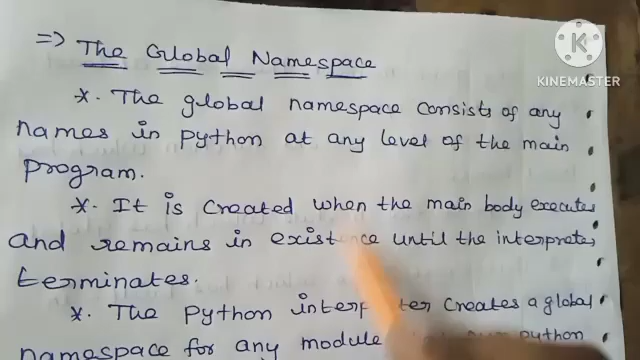 => The Global Namespace
KINEMASTER
*. The global namespace consists of any
names in python at any level of the main
program.
*. It is created when the main body executes
and remains in existence until the interpreter
terminates.
*. The Python interpreter creates a global
namespace for any module python